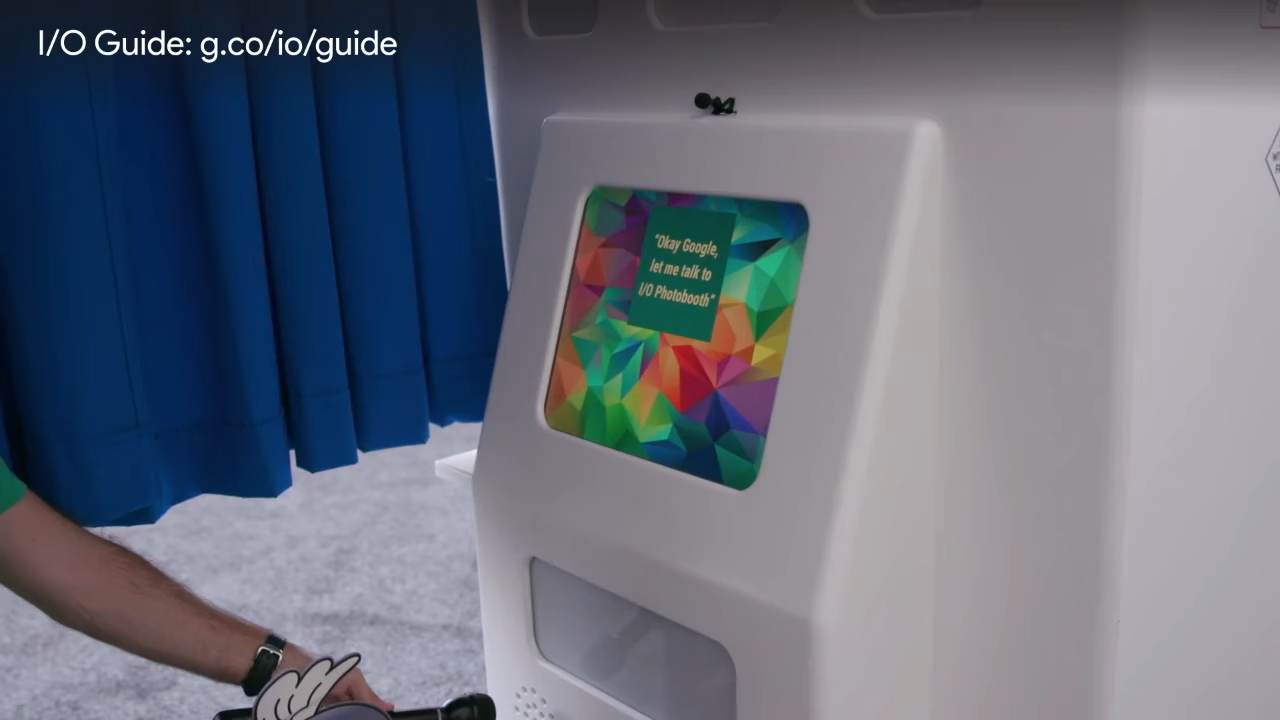 I/O Guide: g.co/io/guide
"Okay Google,
let me talk to
I/O Photobooth"